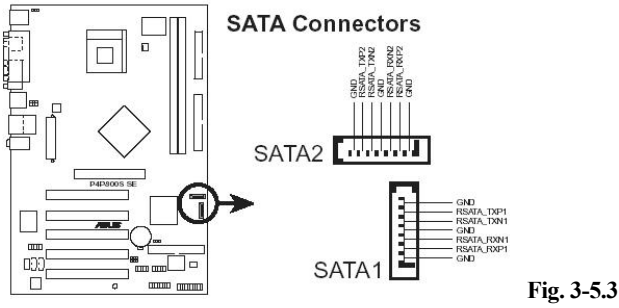 SATA Connectors
GND
RSATA_TXP2
RSATA_TXN2
GND
RSATA_RXN2
RSATA_RXP2
GND
SATA2
P4P800S SE
ASUS
GND
RSATA_TXP1
RSATA_TXN1
GND
RSATA_RXN1
RSATA_RXP1
GND
SATA1
Fig. 3-5.3